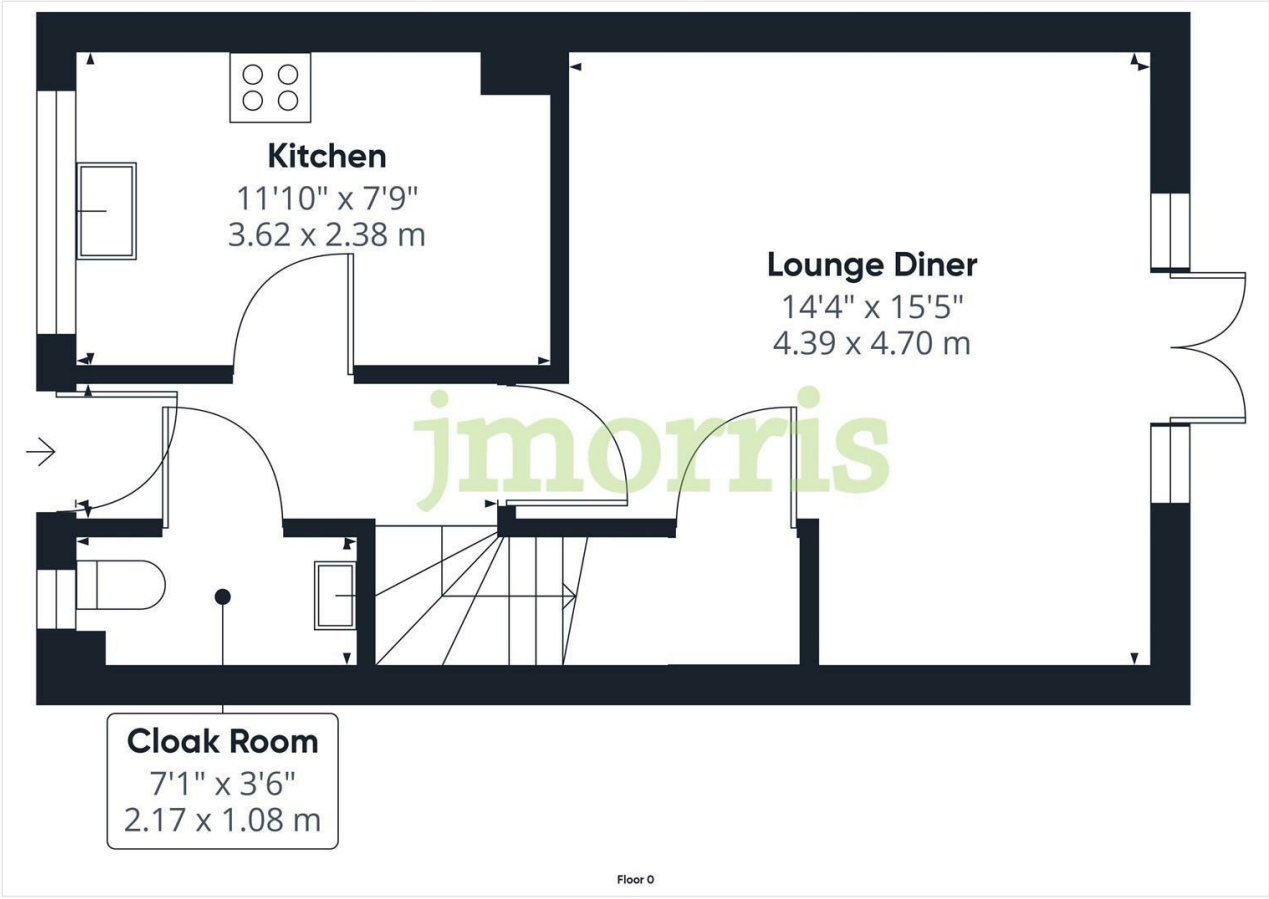 Kitchen
11'10" x 7'9"
3.62 x 2.38 m
Lounge Diner
14'4" x 15'5"
4.39 x 4.70 m
jmorris
Cloak Room
7'1" x 3'6"
2.17 x 1.08 m
Floor 0